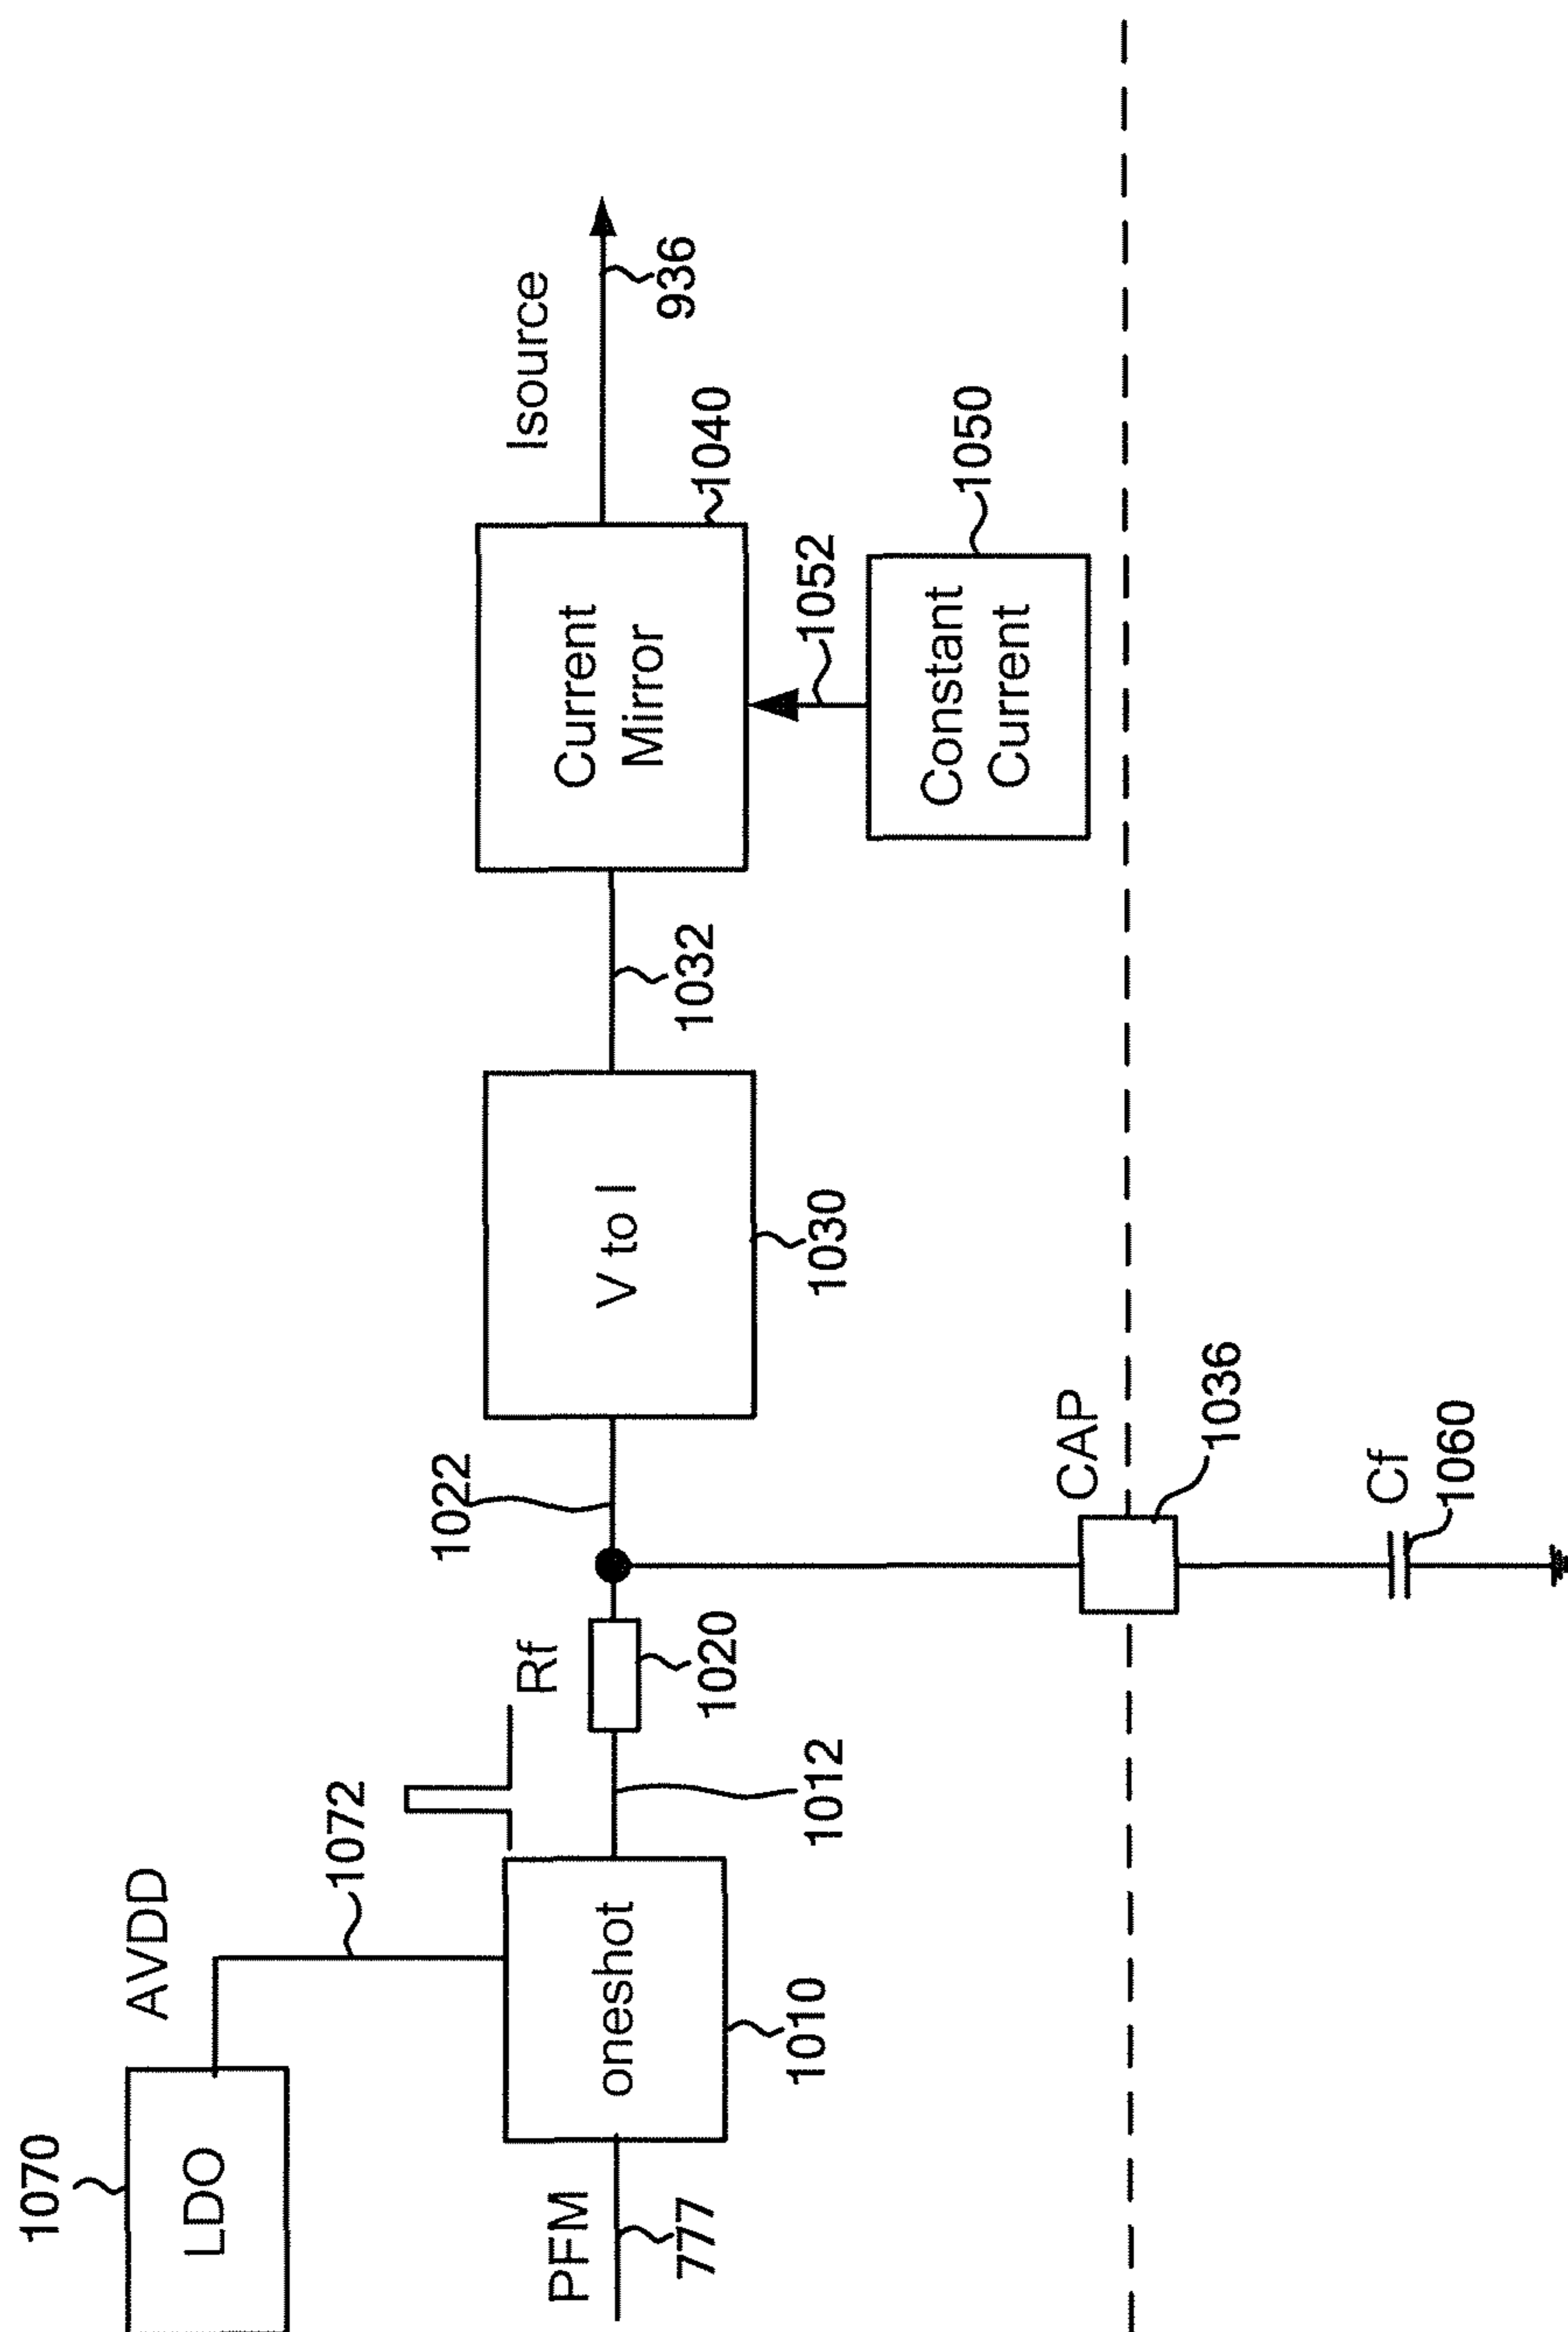 1070
LDO
AVDD
1072
PFM
777
oneshot
1010
1012
Rf
1020
1022
V to I
1030
1032
Current
Mirror
1040
Isource
936
1052
Constant
Current
1050
CAP
1036
Cf
1060